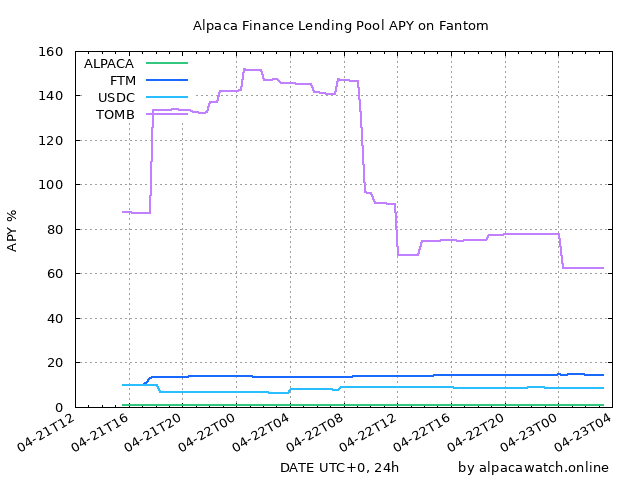 Alpaca Finance Lending Pool APY on Fantom
160
140
120
100
80
60
40
20
0
APY %
ALPACA
FTM
USDC
TOMB
04-21T12
04-21T16
04-21T20
04-22T00
04-22T04
04-22T08
04-22T12
04-22T16
04-22T20
04-23T00
04-23T04
DATE UTC+0, 24h
by alpacawatch.online